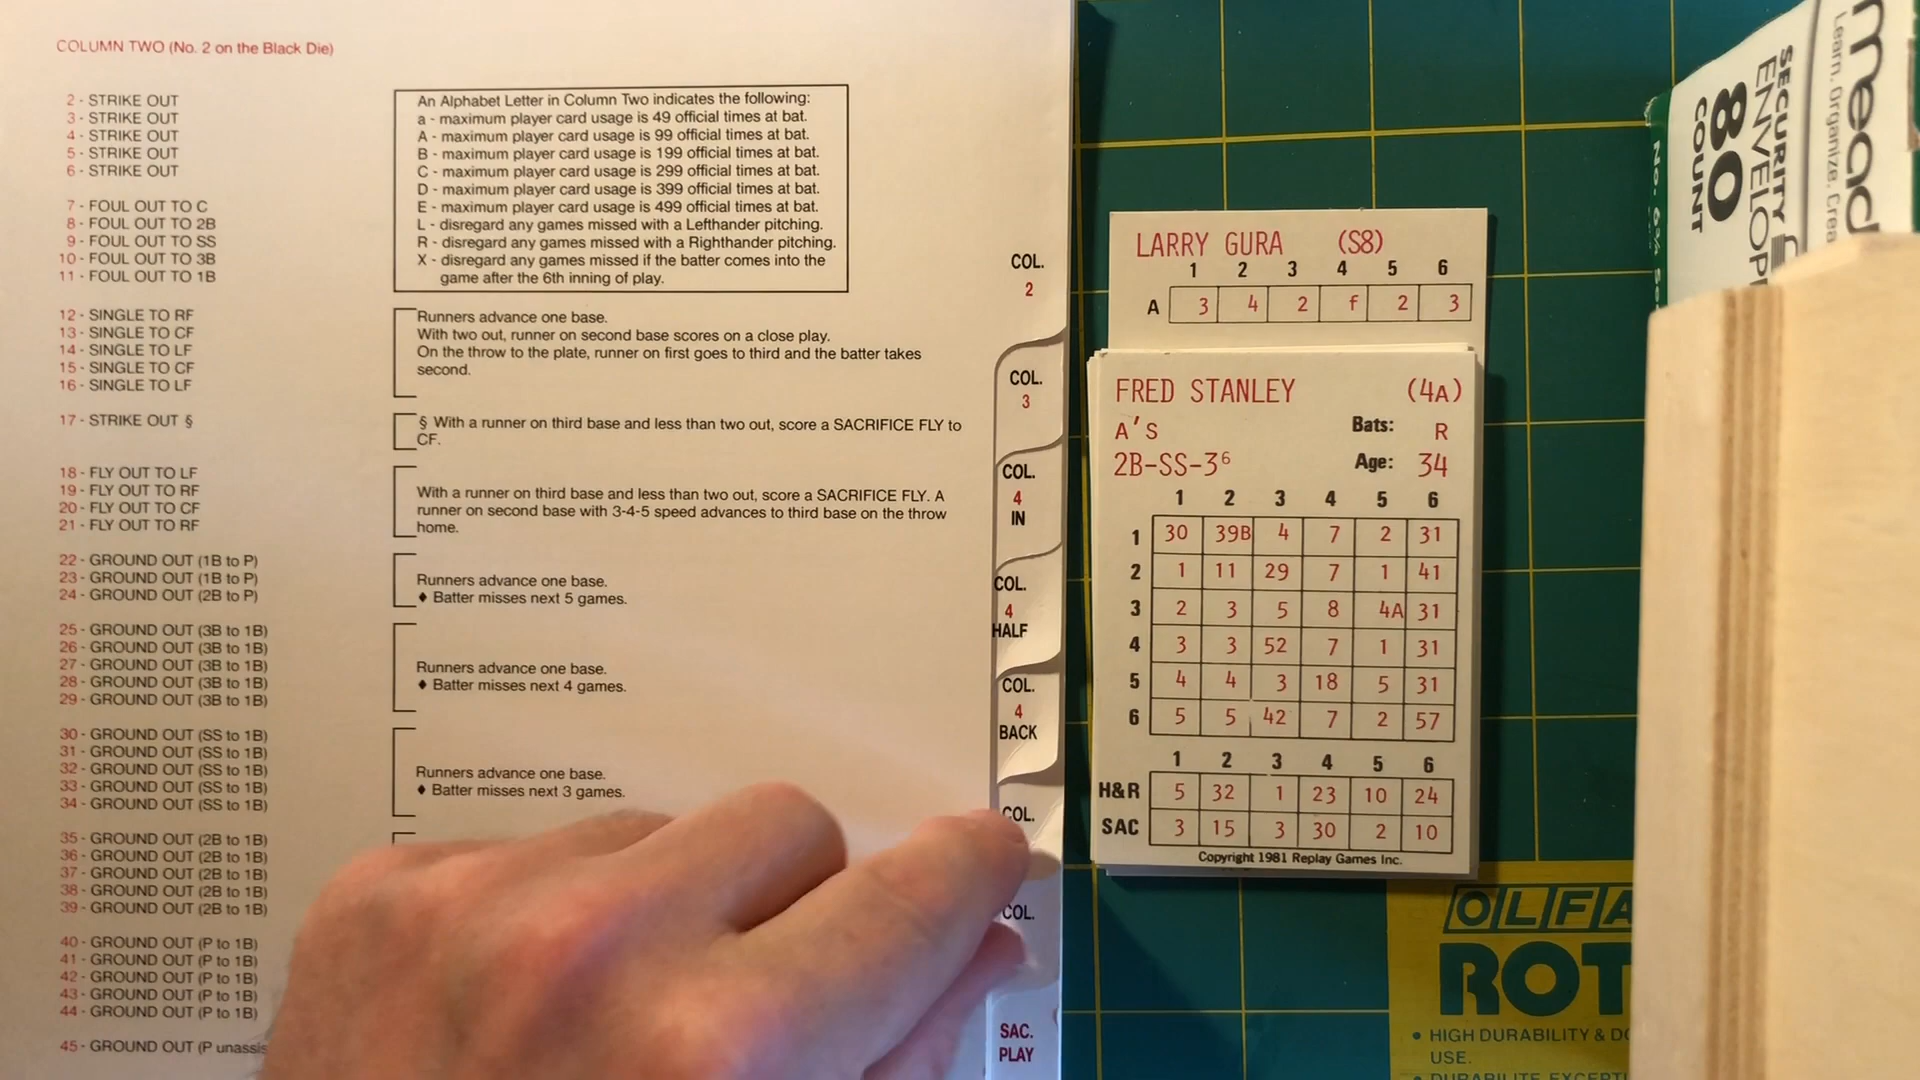 COLUMN TWO (No. 2 on the Black Die)
2 - STRIKE OUT
3 - STRIKE OUT
4 - STRIKE OUT
5 - STRIKE OUT
6 - STRIKE OUT
7 - FOUL OUT TO C
8 - FOUL OUT TO 2B
9 - FOUL OUT TO SS
10 - FOUL OUT TO 3B
11 - FOUL OUT TO 1B
12 - SINGLE TO RF
13 - SINGLE TO CF
14 - SINGLE TO LF
15 - SINGLE TO CF
16 - SINGLE TO LF
17 - STRIKE OUT §
18 - FLY OUT TO LF
19 - FLY OUT TO RF
20 - FLY OUT TO CF
21 - FLY OUT TO RF
22 - GROUND OUT (1B to P)
23 - GROUND OUT (1B to P)
24 - GROUND OUT (2B to P)
25 - GROUND OUT (3B to 1B)
26 - GROUND OUT (3B to 1B)
27 - GROUND OUT (3B to 1B)
28 - GROUND OUT (3B to 1B)
29 - GROUND OUT (3B to 1B)
30 - GROUND OUT (SS to 1B)
31 - GROUND OUT (SS to 1B)
32 - GROUND OUT (SS to 1B)
33 - GROUND OUT (SS to 1B)
34 - GROUND OUT (SS to 1B)
35 - GROUND OUT (2B to 1B)
36 - GROUND OUT (2B to 1B)
37 - GROUND OUT (2B to 1B)
38 - GROUND OUT (2B to 1B)
39 - GROUND OUT (2B to 1B)
40 - GROUND OUT (P to 1B)
41 - GROUND OUT (P to 1B)
42 - GROUND OUT (P to 1B)
43 - GROUND OUT (P to 1B)
44 - GROUND OUT (P to 1B)
45 - GROUND OUT (P unassis
An Alphabet Letter in Column Two indicates the following:
a - maximum player card usage is 49 official times at bat.
A - maximum player card usage is 99 official times at bat.
B - maximum player card usage is 199 official times at bat.
C - maximum player card usage is 299 official times at bat.
D - maximum player card usage is 399 official times at bat.
E - maximum player card usage is 499 official times at bat.
L - disregard any games missed with a Lefthander pitching.
R - disregard any games missed with a Righthander pitching.
X - disregard any games missed if the batter comes into the
game after the 6th inning of play.
Runners advance one base.
With two out, runner on second base scores on a close play.
On the throw to the plate, runner on first goes to third and the batter takes
second.
§ With a runner on third base and less than two out, score a SACRIFICE FLY to
CF.
With a runner on third base and less than two out, score a SACRIFICE FLY. A
runner on second base with 3-4-5 speed advances to third base on the throw
home.
Runners advance one base.
♦ Batter misses next 5 games.
Runners advance one base.
♦ Batter misses next 4 games.
Runners advance one base.
♦ Batter misses next 3 games.
COL.
2
COL.
3
COL.
4
IN
COL.
4
HALF
COL.
4
BACK
COL.
COL.
SAC.
PLAY
LARRY GURA (S8)
1 2 3 4 5 6
A 3 4 2 f 2 3
FRED STANLEY (4A)
A'S Bats: R
2B-SS-3⁶ Age: 34
1 2 3 4 5 6
1 30 39B 4 7 2 31
2 1 11 29 7 1 41
3 2 3 5 8 4A 31
4 3 3 52 7 1 31
5 4 4 3 18 5 31
6 5 5 42 7 2 57
1 2 3 4 5 6
H&R 5 32 1 23 10 24
SAC 3 15 3 30 2 10
Copyright 1981 Replay Games Inc.
mead
Learn. Organize. Crea
SECURITY
ENVELOP
80
COUNT
OLFA
ROT
• HIGH DURABILITY & DU
USE.